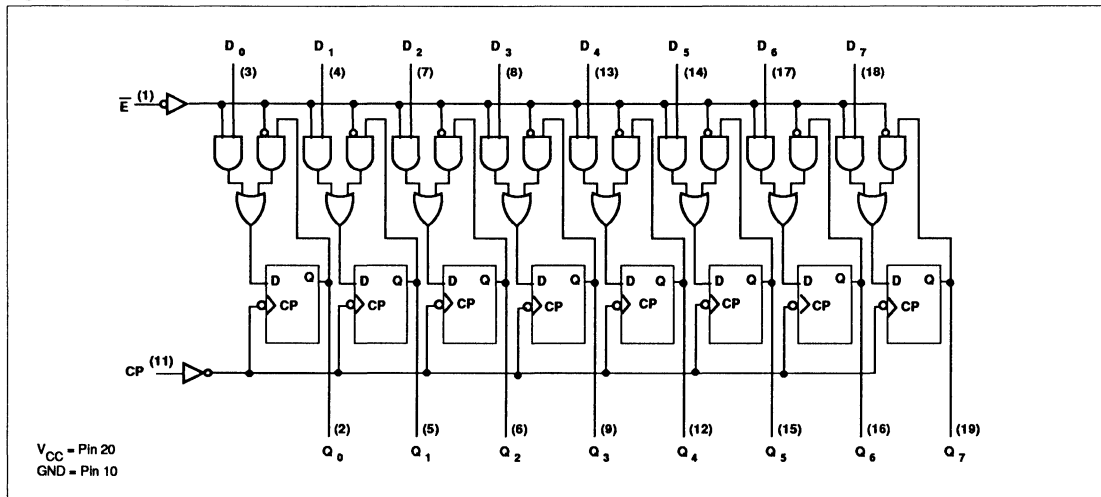 D0 D1 D2 D3 D4 D5 D6 D7
(3) (4) (7) (8) (13) (14) (17) (18)
E̅ (1)
D Q D Q D Q D Q D Q D Q D Q D Q
CP CP CP CP CP CP CP CP
CP (11)
(2) (5) (6) (9) (12) (15) (16) (19)
Q0 Q1 Q2 Q3 Q4 Q5 Q6 Q7
VCC = Pin 20
GND = Pin 10